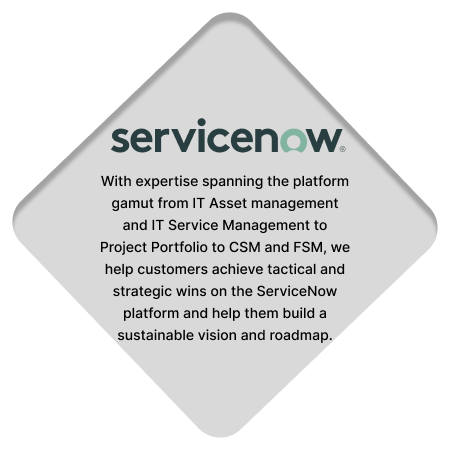 servicenow®
With expertise spanning the platform
gamut from IT Asset management
and IT Service Management to
Project Portfolio to CSM and FSM, we
help customers achieve tactical and
strategic wins on the ServiceNow
platform and help them build a
sustainable vision and roadmap.